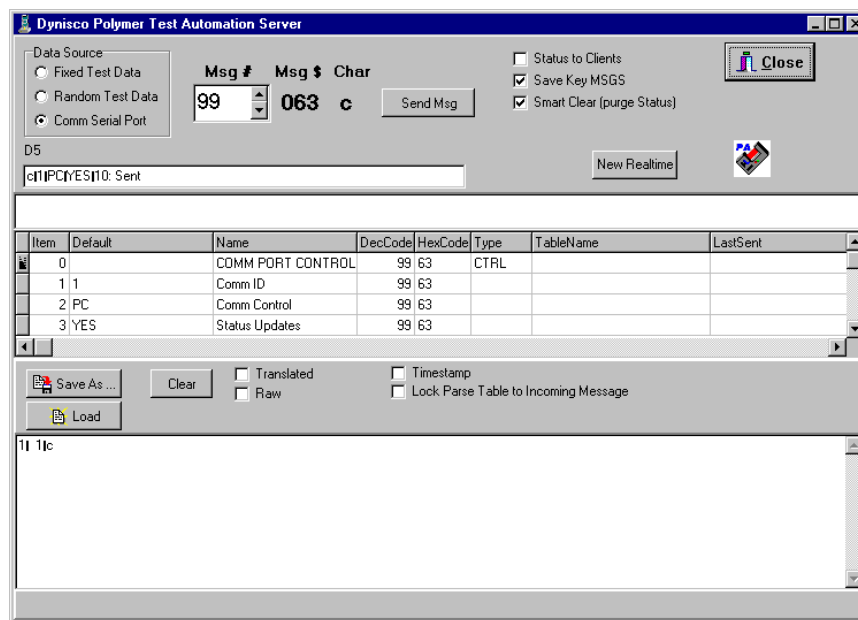 Dynisco Polymer Test Automation Server
Data Source
Fixed Test Data
Random Test Data
Comm Serial Port
Msg # Msg $ Char
99 063 c
Send Msg
Status to Clients
Save Key MSGS
Smart Clear (purge Status)
Close
D5
c|1|PC|YES|10: Sent
New Realtime
PA
Item Default Name DecCode HexCode Type TableName LastSent
0 COMM PORT CONTROL 99 63 CTRL
1 1 Comm ID 99 63
2 PC Comm Control 99 63
3 YES Status Updates 99 63
Save As ...
Clear
Translated
Raw
Timestamp
Lock Parse Table to Incoming Message
Load
1| 1|c